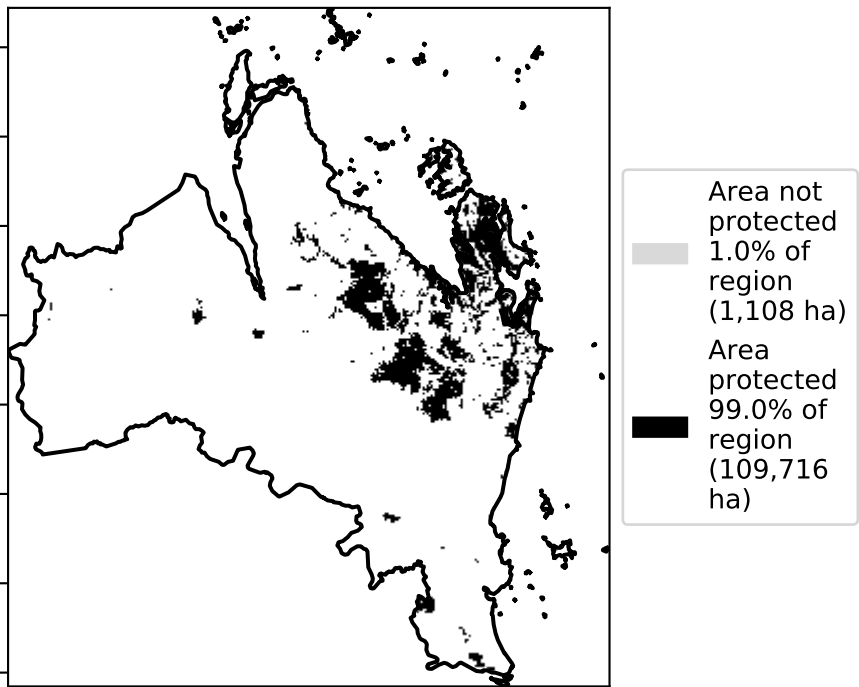 Area not
protected
1.0% of
region
(1,108 ha)
Area
protected
99.0% of
region
(109,716
ha)